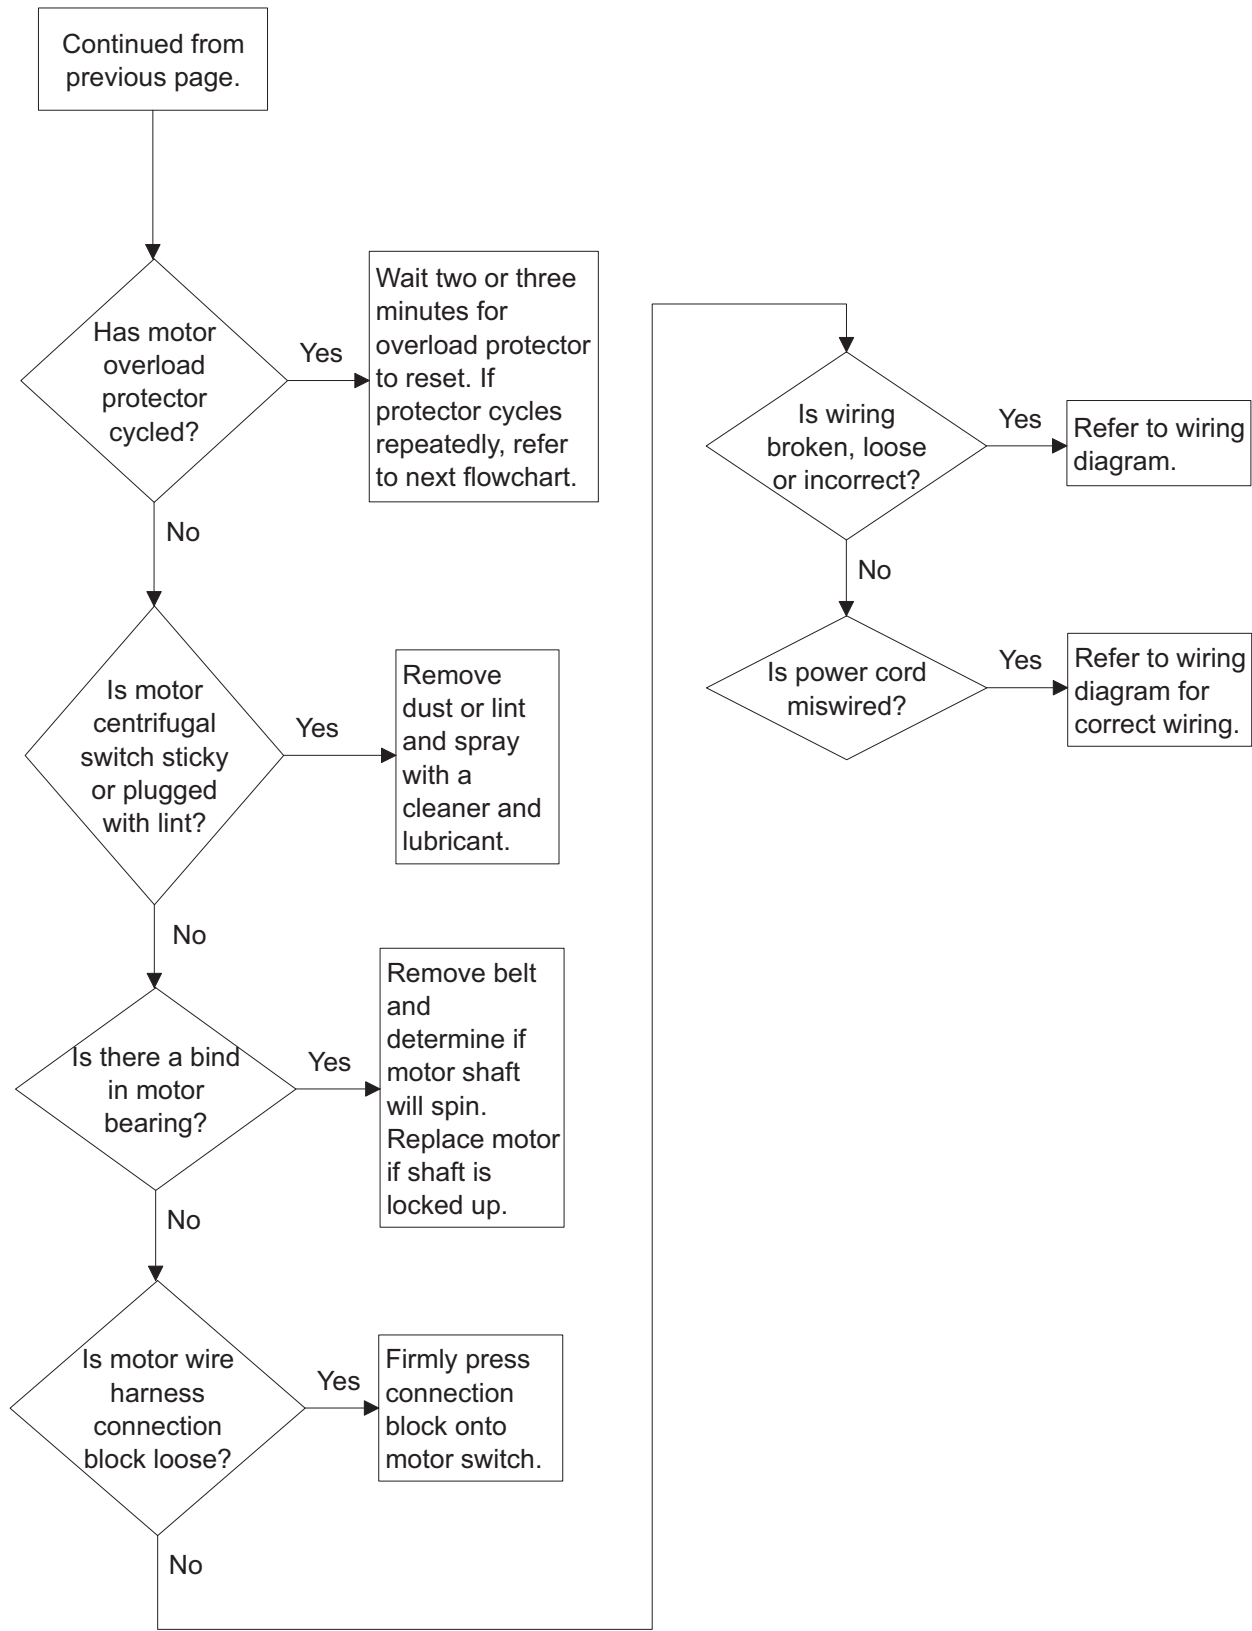 Continued from
previous page.
Has motor
overload
protector
cycled?
Yes
Wait two or three
minutes for
overload protector
to reset. If
protector cycles
repeatedly, refer
to next flowchart.
No
Is motor
centrifugal
switch sticky
or plugged
with lint?
Yes
Remove
dust or lint
and spray
with a
cleaner and
lubricant.
No
Is there a bind
in motor
bearing?
Yes
Remove belt
and
determine if
motor shaft
will spin.
Replace motor
if shaft is
locked up.
No
Is motor wire
harness
connection
block loose?
Yes
Firmly press
connection
block onto
motor switch.
No
Is wiring
broken, loose
or incorrect?
Yes
Refer to wiring
diagram.
No
Is power cord
miswired?
Yes
Refer to wiring
diagram for
correct wiring.